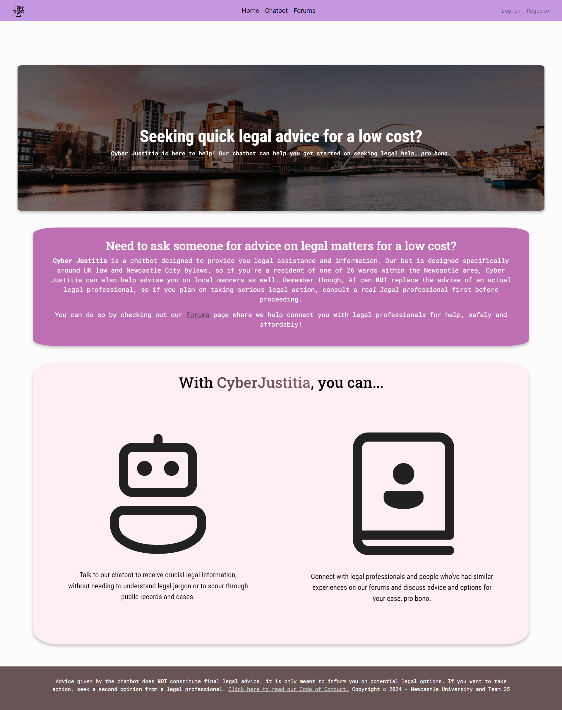 Home Chatbot Forums
Log in Register
Seeking quick legal advice for a low cost?
Cyber Justitia is here to help! Our chatbot can help you get started on seeking legal help, pro bono.
Need to ask someone for advice on legal matters for a low cost?
Cyber Justitia is a chatbot designed to provide you legal assistance and information. Our bot is designed specifically
around UK law and Newcastle City bylaws, so if you're a resident of one of 26 wards within the Newcastle area, Cyber
Justitia can also help advise you on local manners as well. Remember though, AI can NOT replace the advise of an actual
legal professional, so if you plan on taking serious legal action, consult a real legal professional first before
proceeding.
You can do so by checking out our Forums page where we help connect you with legal professionals for help, safely and
affordably!
With CyberJustitia, you can...
Talk to our chatbot to receive crucial legal information,
without needing to understand legal jargon or to scour through
public records and cases.
Connect with legal professionals and people who've had similar
experiences on our forums and discuss advice and options for
your case, pro bono.
Advice given by the chatbot does NOT constitute final legal advice, it is only meant to inform you on potential legal options. If you want to take
action, seek a second opinion from a legal professional. Click here to read our Code of Conduct. Copyright © 2024 - Newcastle University and Team 25